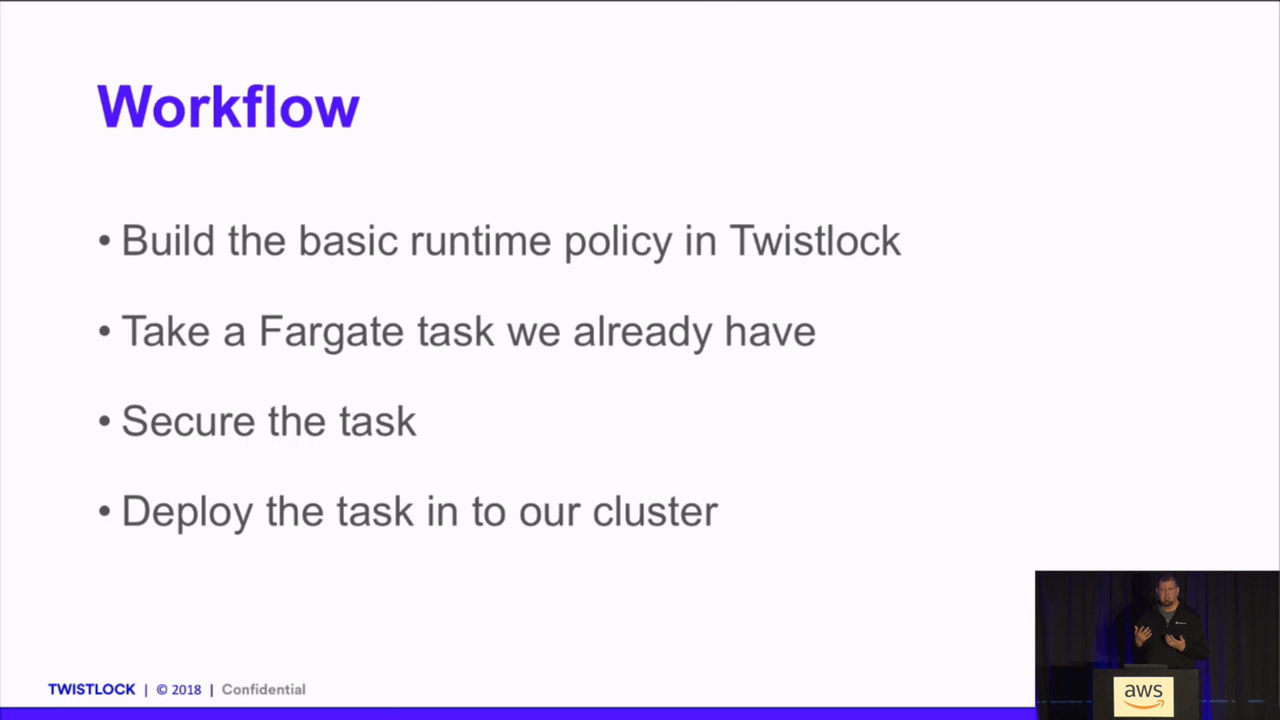 Workflow
• Build the basic runtime policy in Twistlock
• Take a Fargate task we already have
• Secure the task
• Deploy the task in to our cluster
TWISTLOCK | © 2018 | Confidential
aws